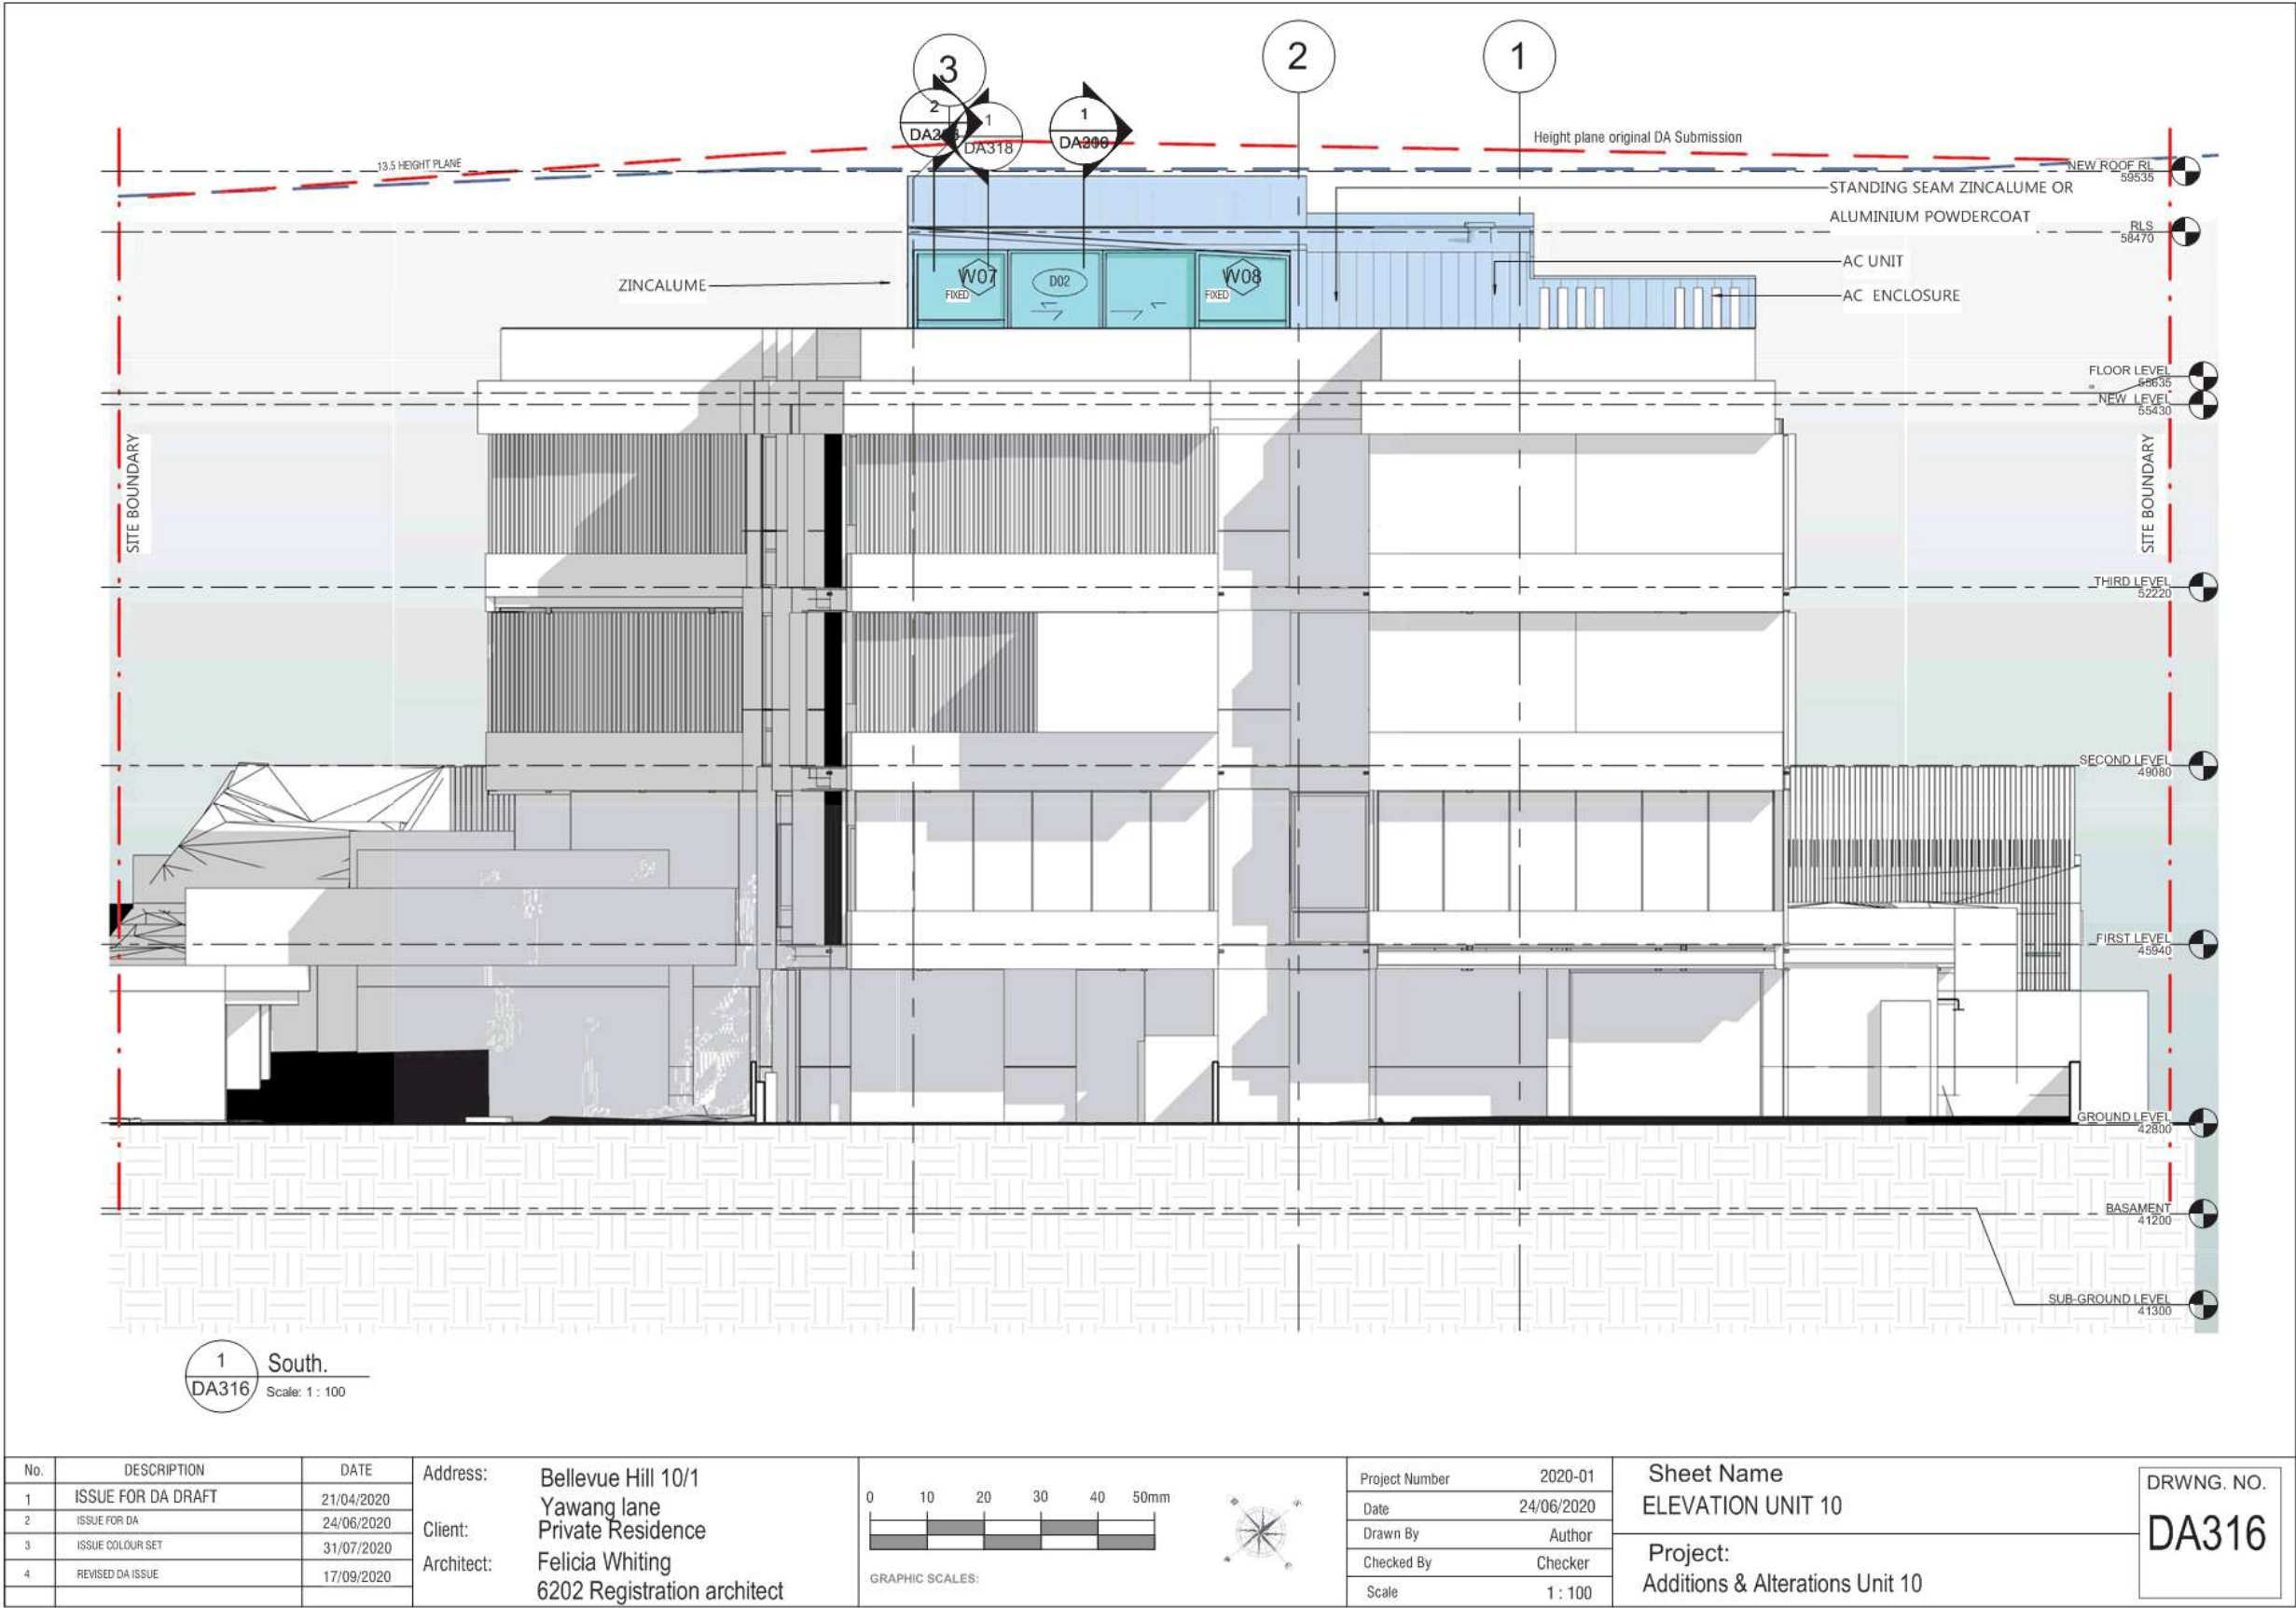 3
2
1
2
1
DA318
1
Height plane original DA Submission
13.5 HEIGHT PLANE
NEW ROOF RL
59535
STANDING SEAM ZINCALUME OR
ALUMINIUM POWDERCOAT
RLS
58470
ZINCALUME
W07
FIXED
D02
W08
FIXED
AC UNIT
AC ENCLOSURE
FLOOR LEVEL
55635
NEW LEVEL
55430
SITE BOUNDARY
SITE BOUNDARY
THIRD LEVEL
52220
SECOND LEVEL
49080
FIRST LEVEL
45940
GROUND LEVEL
42800
BASAMENT
41200
SUB-GROUND LEVEL
41300
1
DA316
South.
Scale: 1 : 100
No. DESCRIPTION DATE
1 ISSUE FOR DA DRAFT 21/04/2020
2 ISSUE FOR DA 24/06/2020
3 ISSUE COLOUR SET 31/07/2020
4 REVISED DA ISSUE 17/09/2020
Address: Bellevue Hill 10/1
Yawang lane
Client: Private Residence
Architect: Felicia Whiting
6202 Registration architect
0 10 20 30 40 50mm
GRAPHIC SCALES:
Project Number 2020-01
Date 24/06/2020
Drawn By Author
Checked By Checker
Scale 1 : 100
Sheet Name
ELEVATION UNIT 10
Project:
Additions & Alterations Unit 10
DRWNG. NO.
DA316